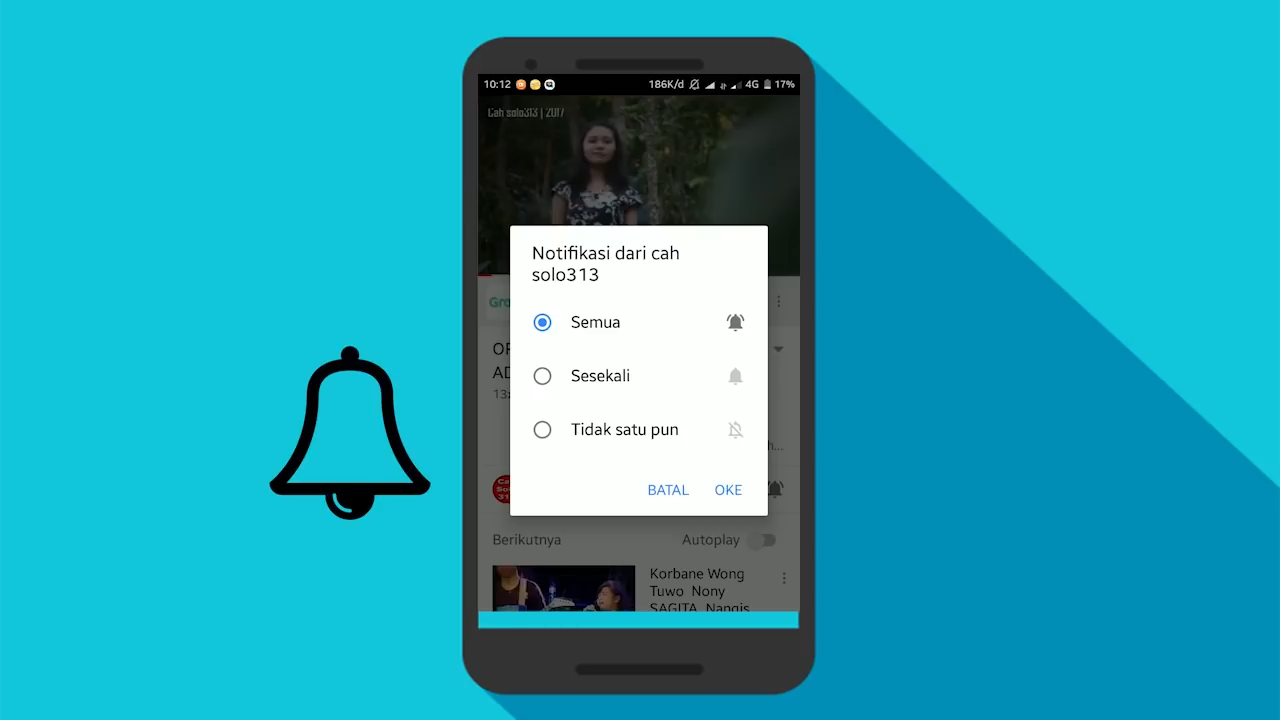 10:12 186K/d 4G 17%
Cah solo313 | 2017
Notifikasi dari cah
solo313
Semua
Sesekali
Tidak satu pun
BATAL OKE
Berikutnya Autoplay
Korbane Wong
Tuwo Nony
SAGITA Nangis